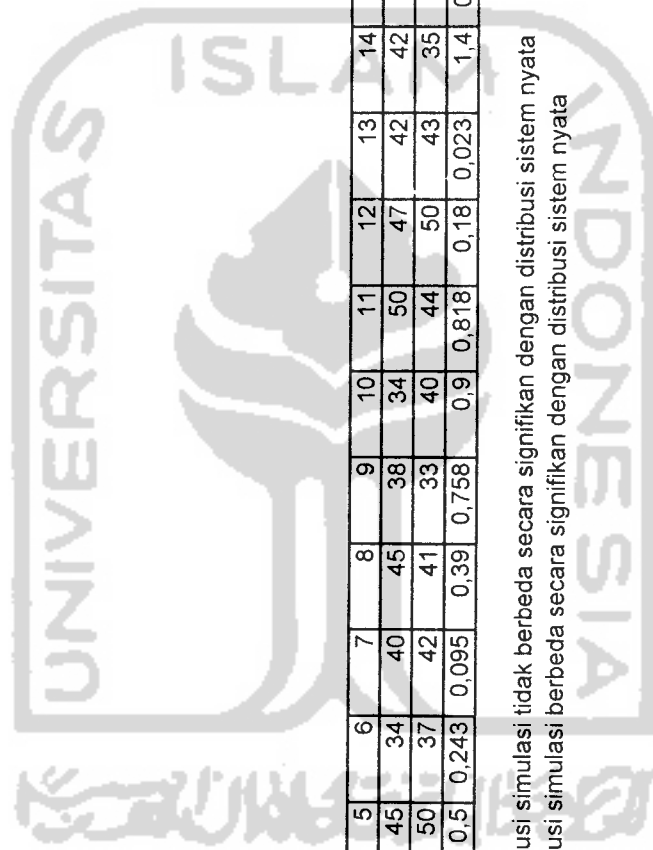 UNIVERSITAS
ISLAM
INDONESIA
5 6 7 8 9 10 11 12 13 14
45 34 40 45 38 34 50 47 42 42
50 37 42 41 33 40 44 50 43 35
0,5 0,243 0,095 0,39 0,758 0,9 0,818 0,18 0,023 1,4
usi simulasi tidak berbeda secara signifikan dengan distribusi sistem nyata
usi simulasi berbeda secara signifikan dengan distribusi sistem nyata